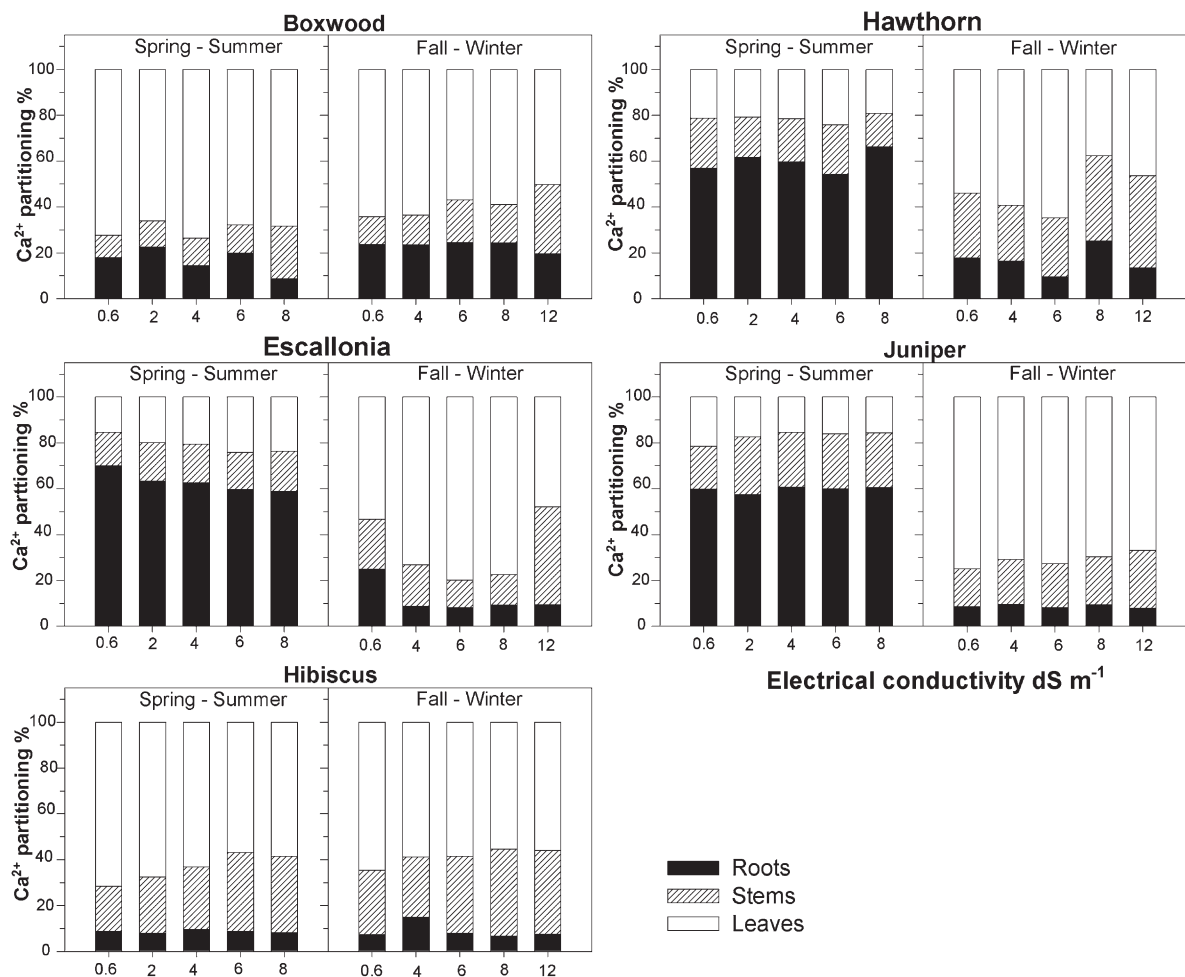 Boxwood
Spring - Summer
Fall - Winter
Ca²⁺ partitioning %
100
80
60
40
20
0
0.6 2 4 6 8
0.6 4 6 8 12
Hawthorn
Spring - Summer
Fall - Winter
Ca²⁺ partitioning %
100
80
60
40
20
0
0.6 2 4 6 8
0.6 4 6 8 12
Escallonia
Spring - Summer
Fall - Winter
Ca²⁺ parttioning %
100
80
60
40
20
0
0.6 2 4 6 8
0.6 4 6 8 12
Juniper
Spring - Summer
Fall - Winter
Ca²⁺ partitioning %
100
80
60
40
20
0
0.6 2 4 6 8
0.6 4 6 8 12
Electrical conductivity dS m⁻¹
Hibiscus
Spring - Summer
Fall - Winter
Ca²⁺ partitioning %
100
80
60
40
20
0
0.6 2 4 6 8
0.6 4 6 8 12
Roots
Stems
Leaves